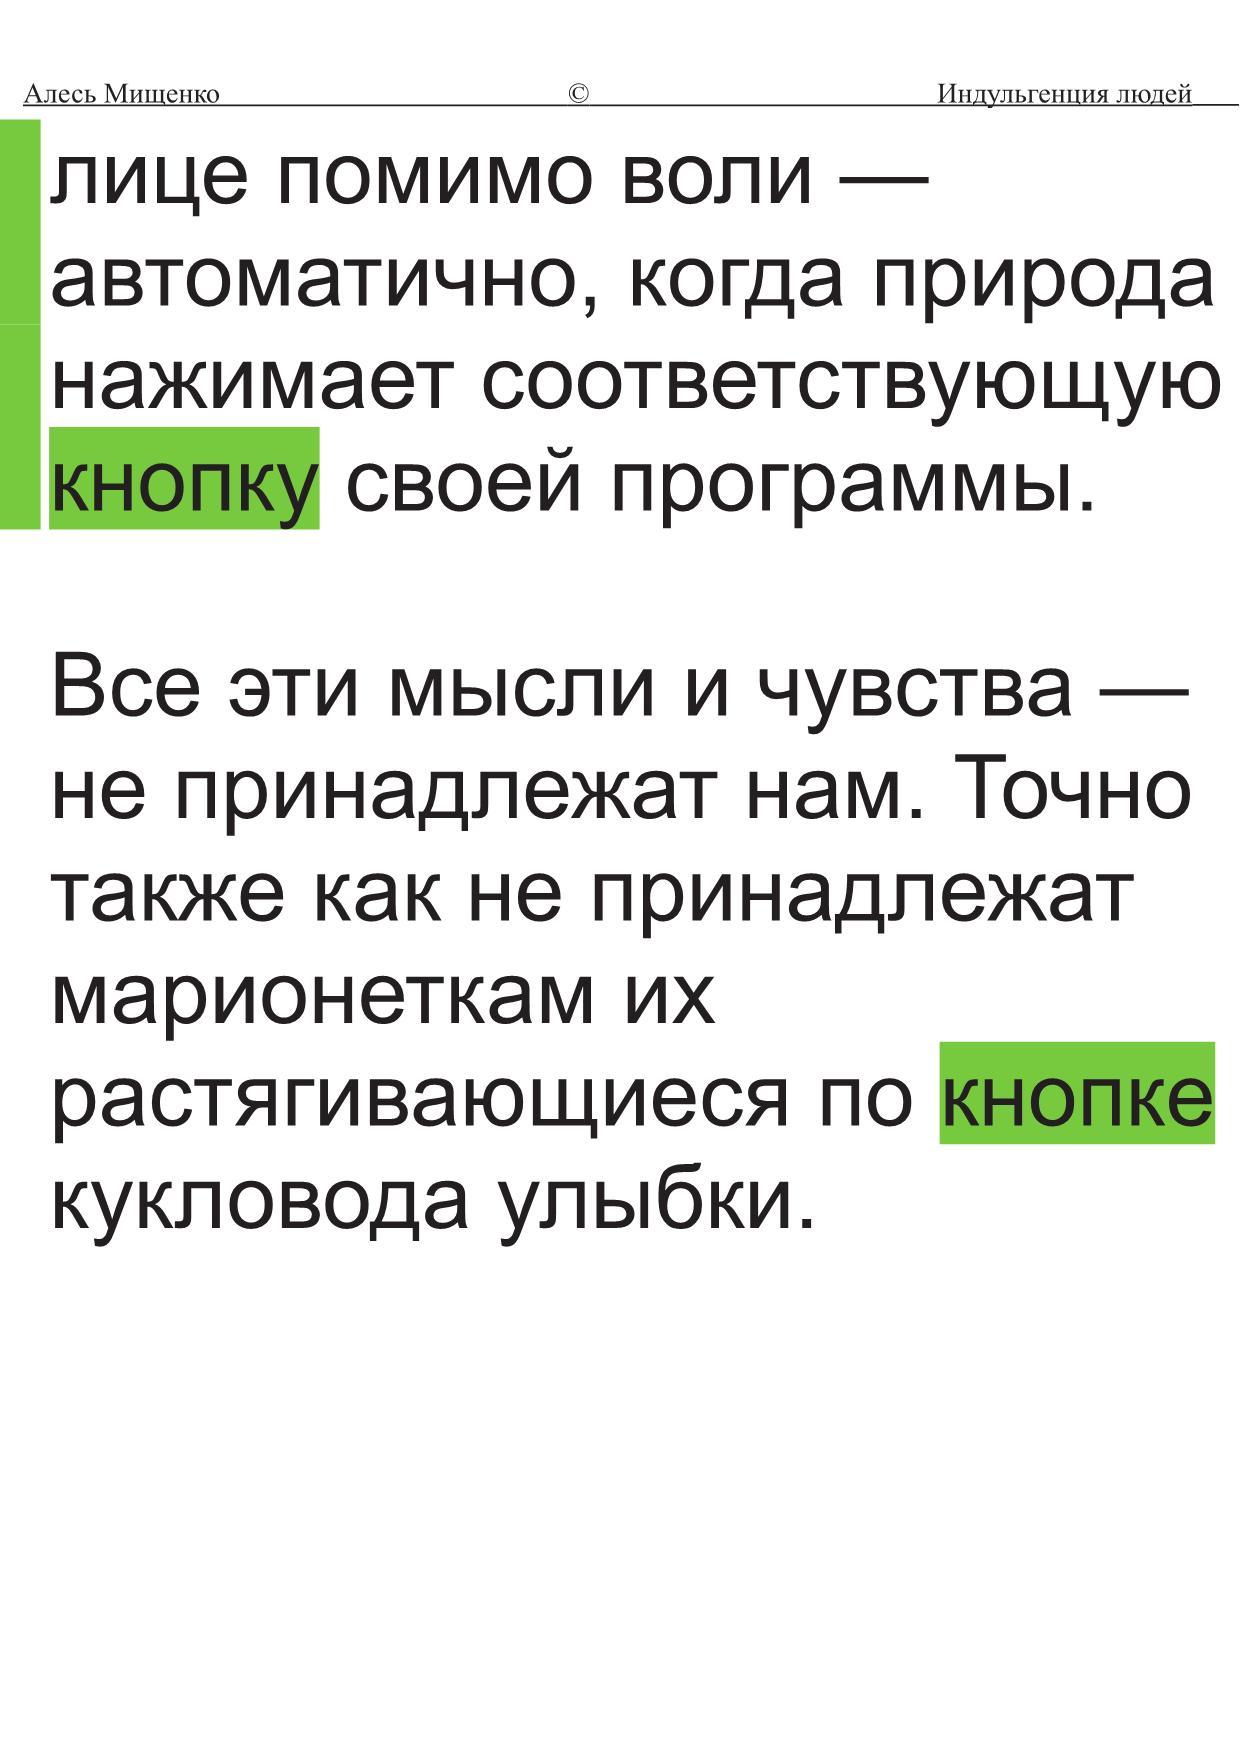 Алесь Мищенко © Индульгенция людей
лице помимо воли —
автоматично, когда природа
нажимает соответствующую
кнопку своей программы.
Все эти мысли и чувства —
не принадлежат нам. Точно
также как не принадлежат
марионеткам их
растягивающиеся по кнопке
кукловода улыбки.